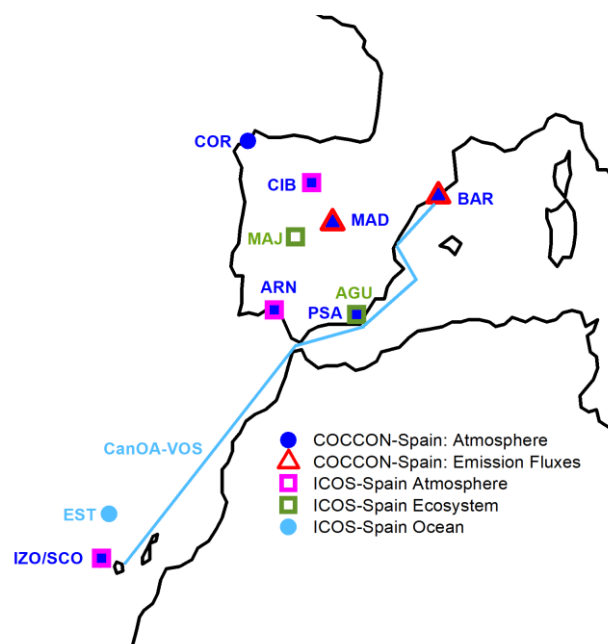 COR
CIB
BAR
MAD
MAJ
ARN
AGU
PSA
COCCON-Spain: Atmosphere
CanOA-VOS
COCCON-Spain: Emission Fluxes
ICOS-Spain Atmosphere
ICOS-Spain Ecosystem
EST
ICOS-Spain Ocean
IZO/SCO